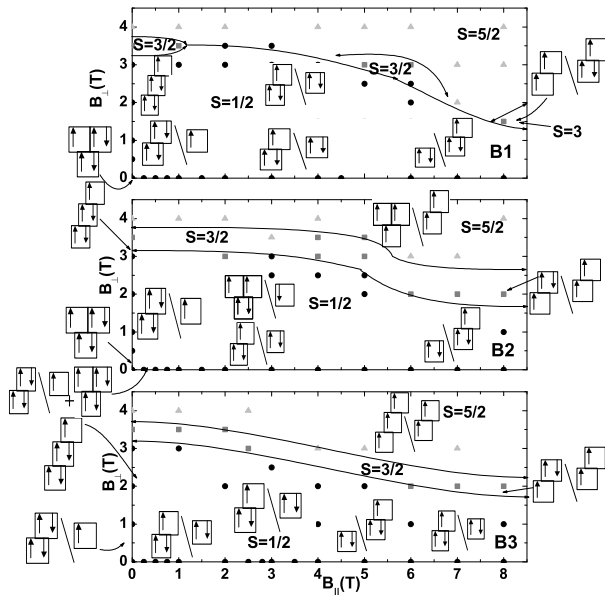 4
3
2
1
0
B⊥(T)
S=3/2
S=5/2
S=3/2
S=1/2
S=3
B1
4
3
2
1
0
B⊥(T)
S=3/2
S=5/2
S=1/2
B2
+
4
3
2
1
0
B⊥(T)
S=5/2
S=3/2
S=1/2
B3
0 1 2 3 4 5 6 7 8
B||(T)